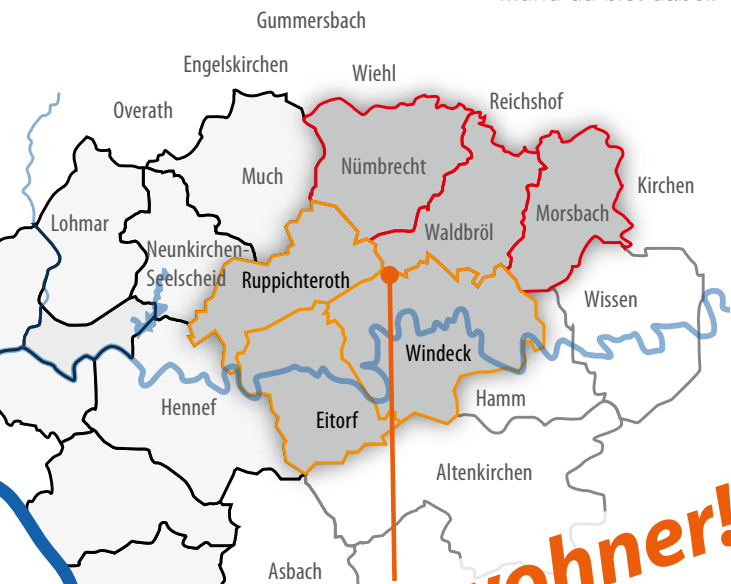 Gummersbach
Engelskirchen
Wiehl
Overath
Reichshof
Much
Nümbrecht
Kirchen
Lohmar
Morsbach
Waldbröl
Neunkirchen-
Seelscheid
Ruppichteroth
Wissen
Windeck
Hennef
Hamm
Eitorf
Altenkirchen
Asbach